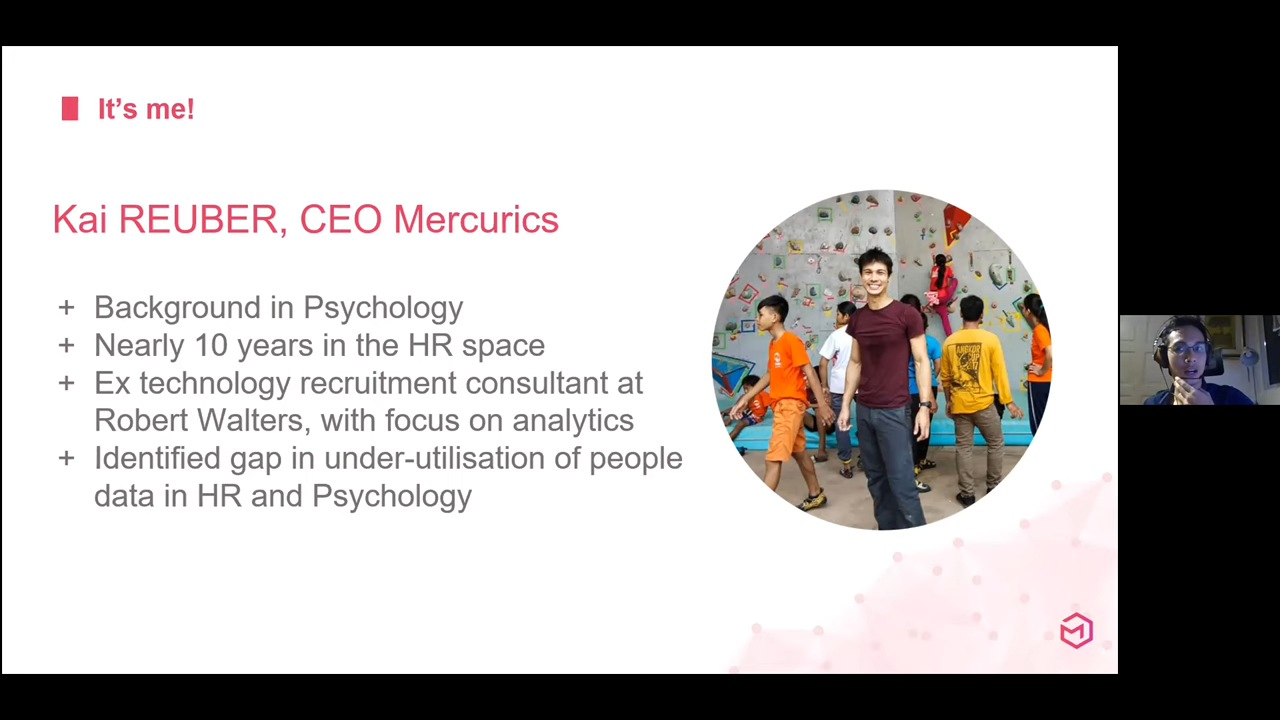 It’s me!
Kai REUBER, CEO Mercurics
+ Background in Psychology
+ Nearly 10 years in the HR space
+ Ex technology recruitment consultant at
Robert Walters, with focus on analytics
+ Identified gap in under-utilisation of people
data in HR and Psychology
ANGKOR
CUP